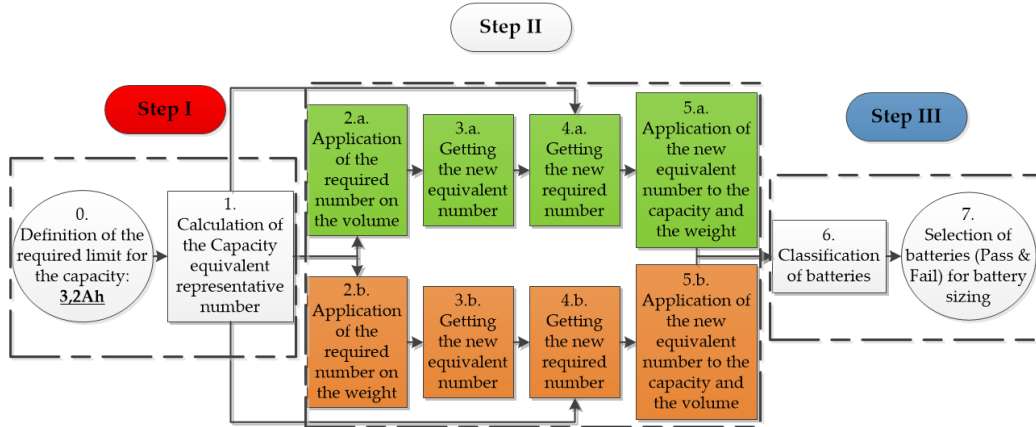 Step II
Step I
Step III
0.
Definition of the
required limit for
the capacity:
3,2Ah
1.
Calculation of
the Capacity
equivalent
representative
number
2.a.
Application
of the
required
number on
the volume
3.a.
Getting
the new
equivalent
number
4.a.
Getting
the new
required
number
5.a.
Application of
the new
equivalent
number to the
capacity and
the weight
2.b.
Application
of the
required
number on
the weight
3.b.
Getting
the new
equivalent
number
4.b.
Getting
the new
required
number
5.b.
Application of
the new
equivalent
number to the
capacity and
the volume
6.
Classification
of batteries
7.
Selection of
batteries (Pass &
Fail) for battery
sizing